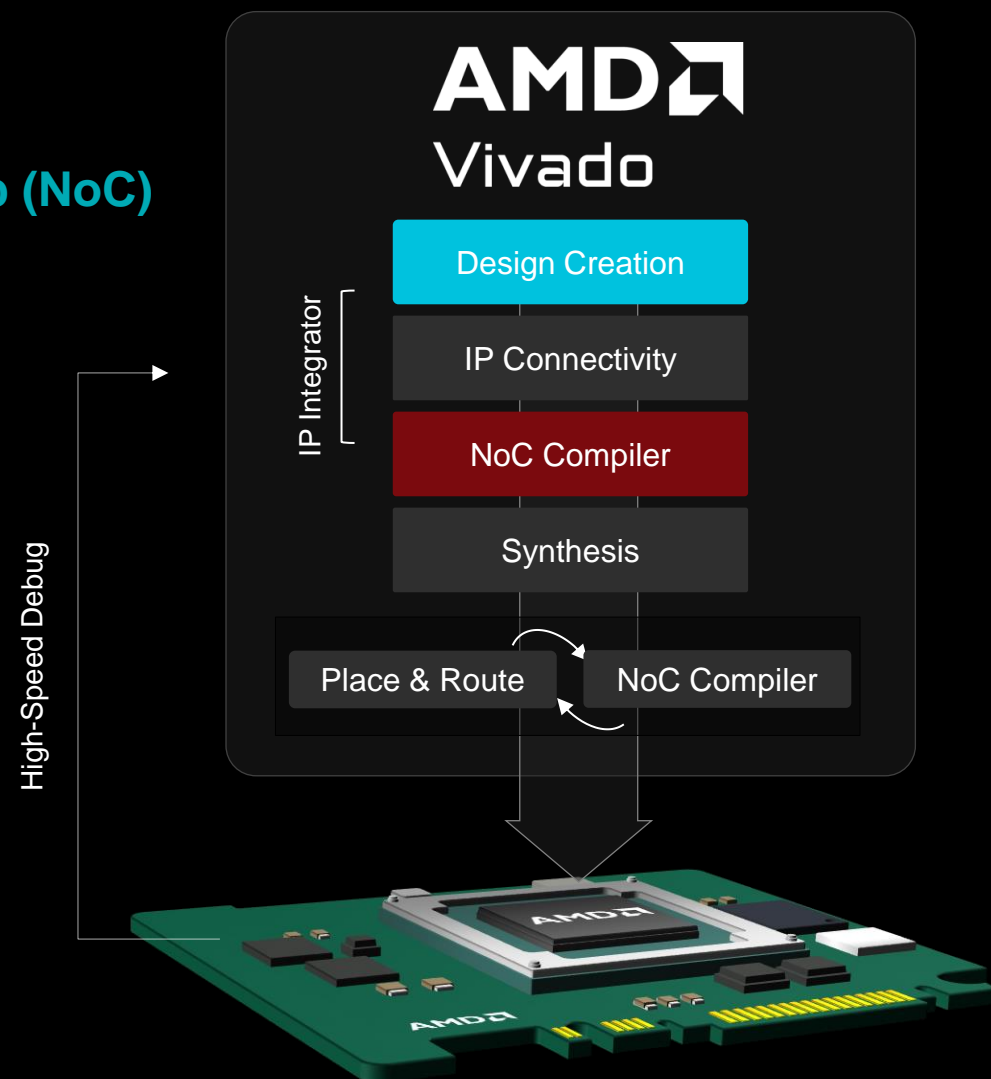 AMD
Vivado
(NoC)
Design Creation
IP Integrator
IP Connectivity
NoC Compiler
Synthesis
High-Speed Debug
Place & Route
NoC Compiler
AMD
AMD